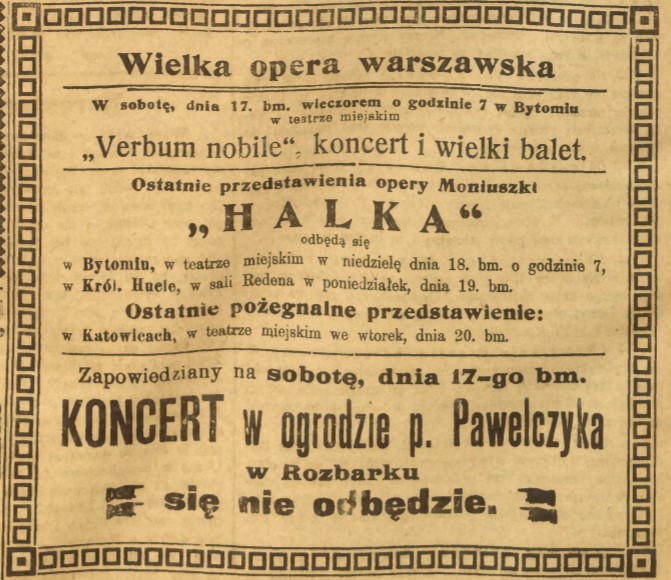 Wielka opera warszawska
W sobotę, dnia 17. bm. wieczorem o godzinie 7 w Bytomiu
w teatrze miejskim
„Verbum nobile“, koncert i wielki balet.
Ostatnie przedstawienia opery Moniuszki
„HALKA“
odbędą się
w Bytomiu, w teatrze miejskim w niedzielę dnia 18. bm. o godzinie 7,
w Król. Hucie, w sali Redena w poniedziałek, dnia 19. bm.
Ostatnie pożegnalne przedstawienie:
w Katowicach, w teatrze miejskim we wtorek, dnia 20. bm.
Zapowiedziany na sobotę, dnia 17-go bm.
KONCERT w ogrodzie p. Pawelczyka
w Rozbarku
się nie odbędzie.